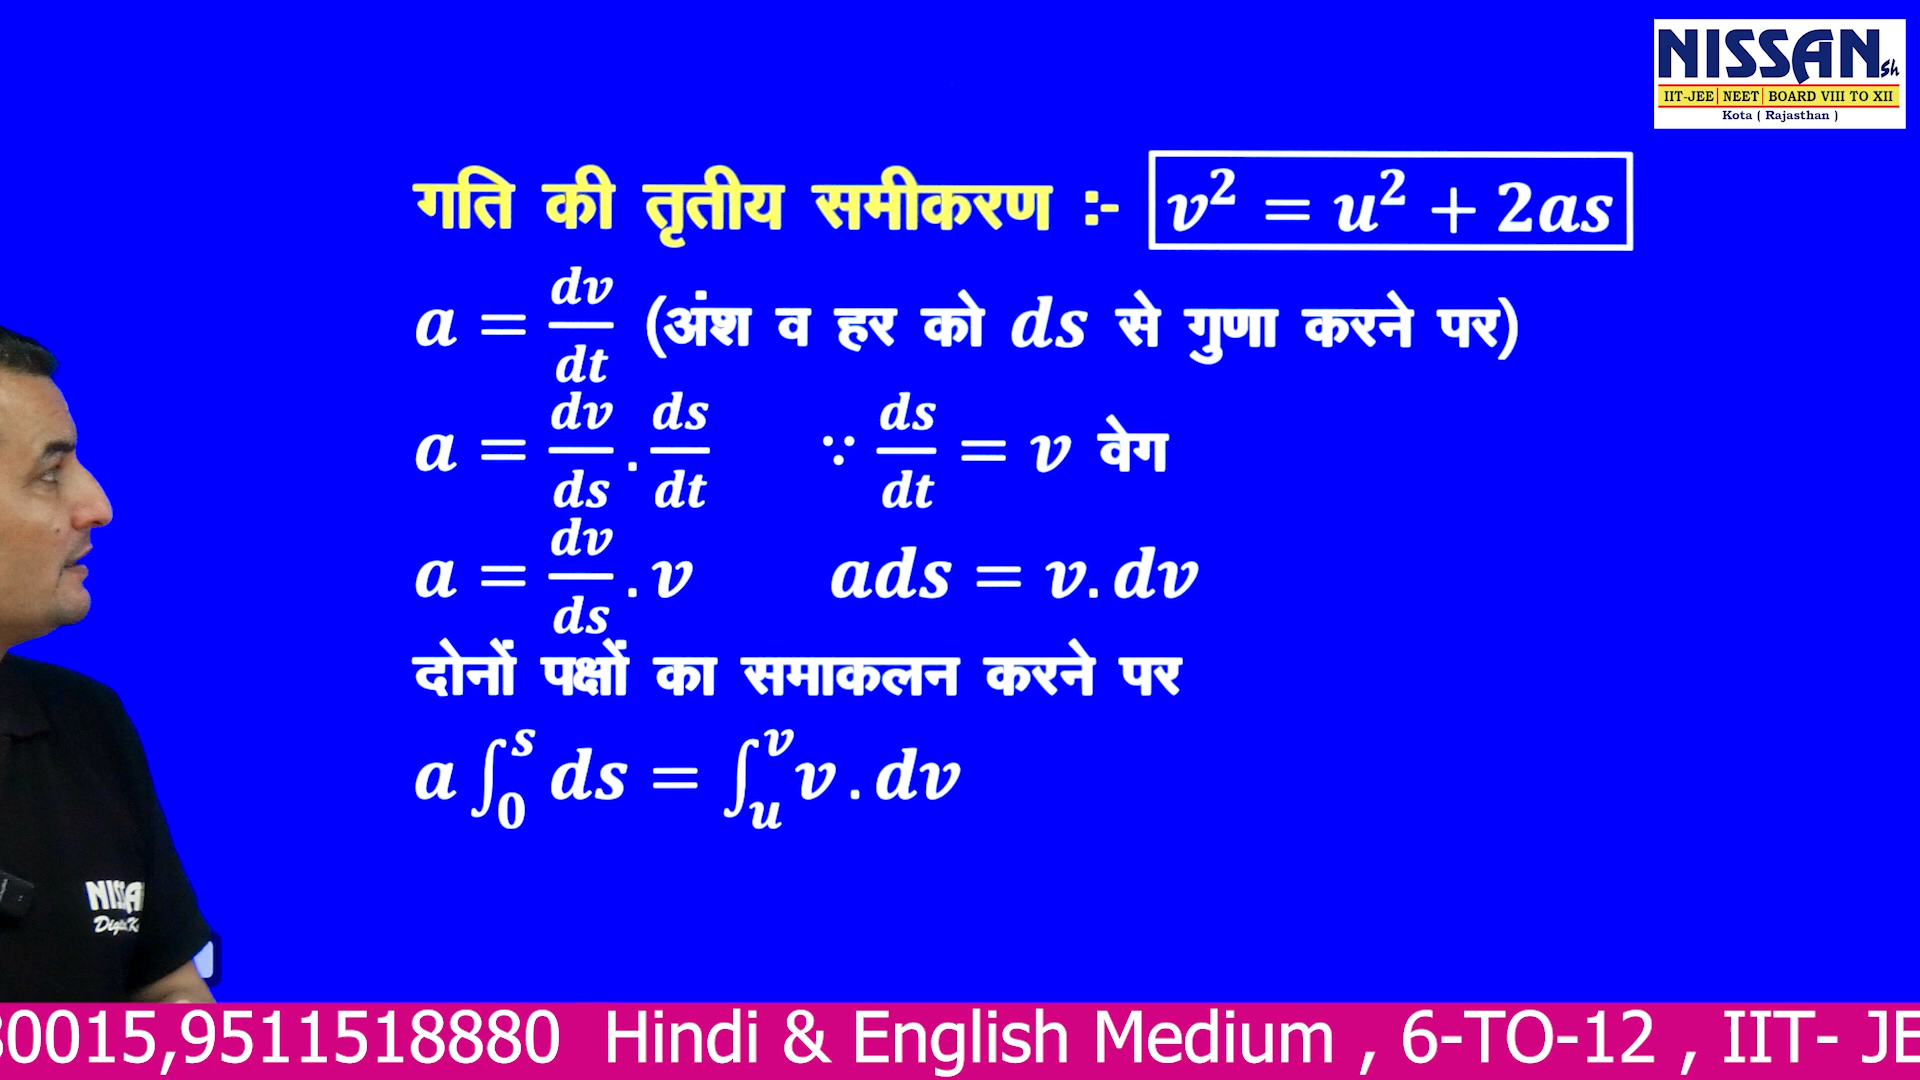 NISSAN sh
IIT-JEE | NEET | BOARD VIII TO XII
Kota ( Rajasthan )
गति की तृतीय समीकरण :- v² = u² + 2as
a = dv/dt (अंश व हर को ds से गुणा करने पर)
a = dv/ds . ds/dt ∵ ds/dt = v वेग
a = dv/ds . v ads = v. dv
दोनों पक्षों का समाकलन करने पर
a ∫₀ˢ ds = ∫ᵤᵛ v . dv
NISSA
30015,9511518880 Hindi & English Medium , 6-TO-12 , IIT- JE